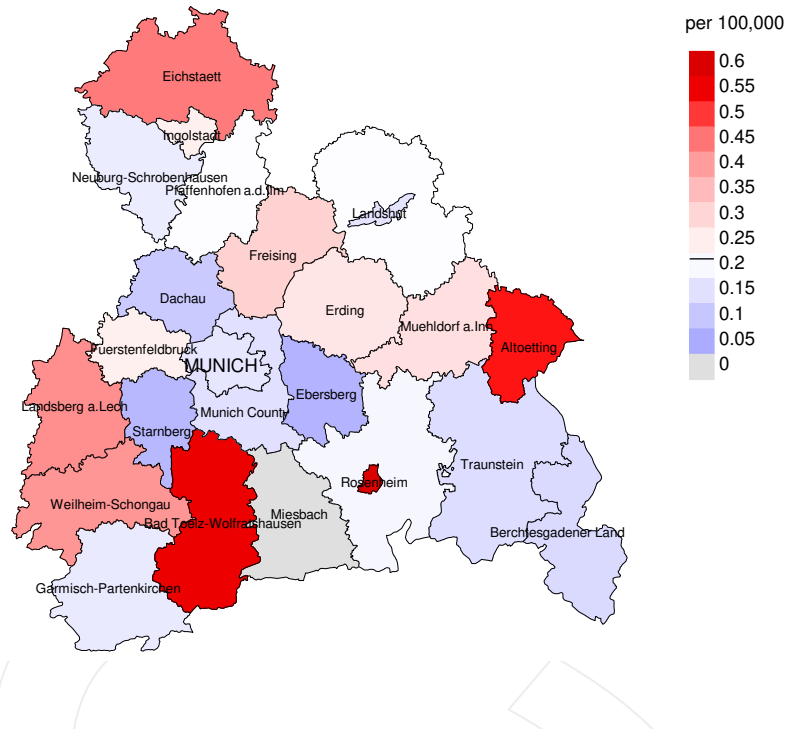 per 100,000
0.6
0.55
0.5
0.45
0.4
0.35
0.3
0.25
0.2
0.15
0.1
0.05
0
Eichstaett
Ingolstadt
Neuburg-Schrobenhausen
Pfaffenhofen a.d.Ilm
Landshut
Freising
Dachau
Erding
Muehldorf a.Inn
Altoetting
Fuerstenfeldbruck
MUNICH
Ebersberg
Landsberg a.Lech
Munich County
Starnberg
Traunstein
Rosenheim
Weilheim-Schongau
Miesbach
Bad Toelz-Wolfratshausen
Berchtesgadener Land
Garmisch-Partenkirchen